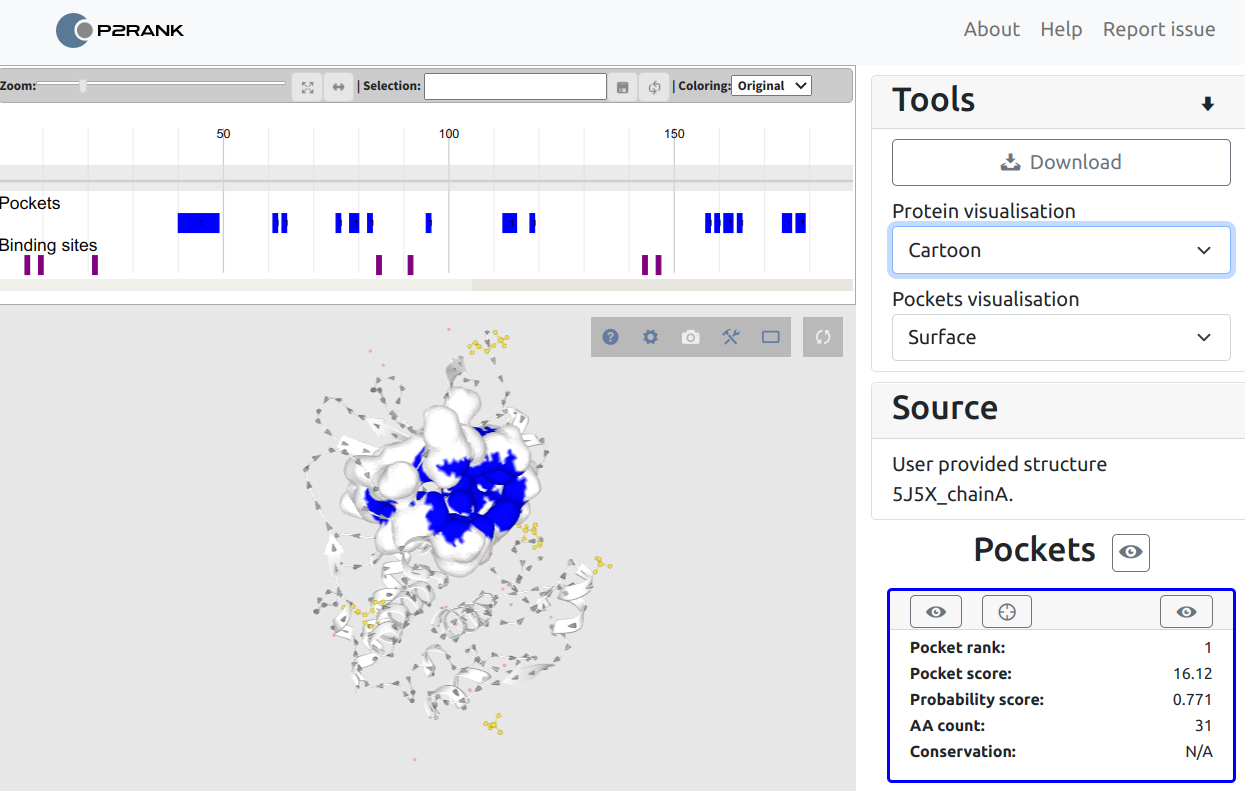 P2RANK
About Help Report issue
Zoom: | Selection: | Coloring: Original
50 100 150
Pockets
Binding sites
Tools
Download
Protein visualisation
Cartoon
Pockets visualisation
Surface
Source
User provided structure
5J5X_chainA.
Pockets
Pocket rank: 1
Pocket score: 16.12
Probability score: 0.771
AA count: 31
Conservation: N/A